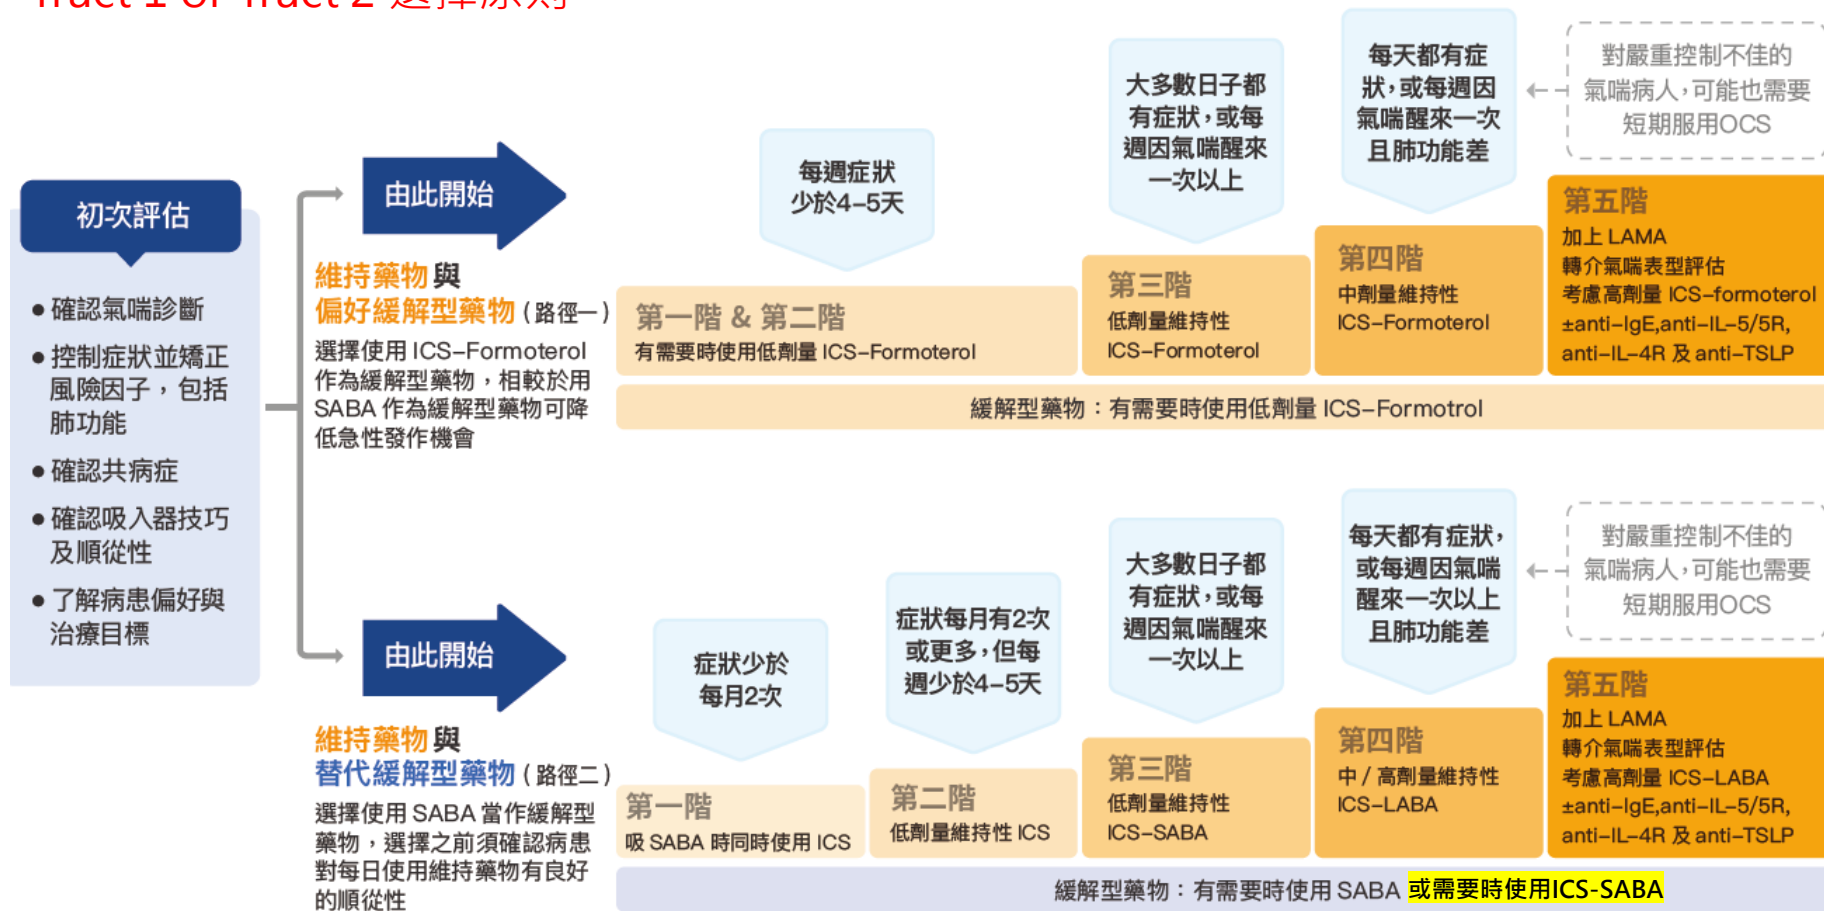 Tract 1 or Tract 2 選擇原則
初次評估
● 確認氣喘診斷
● 控制症狀並矯正
風險因子，包括
肺功能
● 確認共病症
● 確認吸入器技巧
及順從性
● 了解病患偏好與
治療目標
由此開始
維持藥物與
偏好緩解型藥物（路徑一）
選擇使用 ICS–Formoterol
作為緩解型藥物，相較於用
SABA 作為緩解型藥物可降
低急性發作機會
每週症狀
少於4–5天
大多數日子都
有症狀，或每
週因氣喘醒來
一次以上
每天都有症
狀，或每週因
氣喘醒來一次
且肺功能差
對嚴重控制不佳的
氣喘病人，可能也需要
短期服用OCS
第一階 & 第二階
有需要時使用低劑量 ICS–Formoterol
第三階
低劑量維持性
ICS–Formoterol
第四階
中劑量維持性
ICS–Formoterol
第五階
加上 LAMA
轉介氣喘表型評估
考慮高劑量 ICS–formoterol
±anti–IgE,anti–IL–5/5R,
anti–IL–4R 及 anti–TSLP
緩解型藥物：有需要時使用低劑量 ICS–Formotrol
由此開始
維持藥物與
替代緩解型藥物（路徑二）
選擇使用 SABA 當作緩解型
藥物，選擇之前須確認病患
對每日使用維持藥物有良好
的順從性
症狀少於
每月2次
症狀每月有2次
或更多，但每
週少於4–5天
大多數日子都
有症狀，或每
週因氣喘醒來
一次以上
每天都有症狀，
或每週因氣喘
醒來一次以上
且肺功能差
對嚴重控制不佳的
氣喘病人，可能也需要
短期服用OCS
第一階
吸 SABA 時同時使用 ICS
第二階
低劑量維持性 ICS
第三階
低劑量維持性
ICS–SABA
第四階
中 / 高劑量維持性
ICS–LABA
第五階
加上 LAMA
轉介氣喘表型評估
考慮高劑量 ICS–LABA
±anti–IgE,anti–IL–5/5R,
anti–IL–4R 及 anti–TSLP
緩解型藥物：有需要時使用 SABA 或需要時使用ICS-SABA